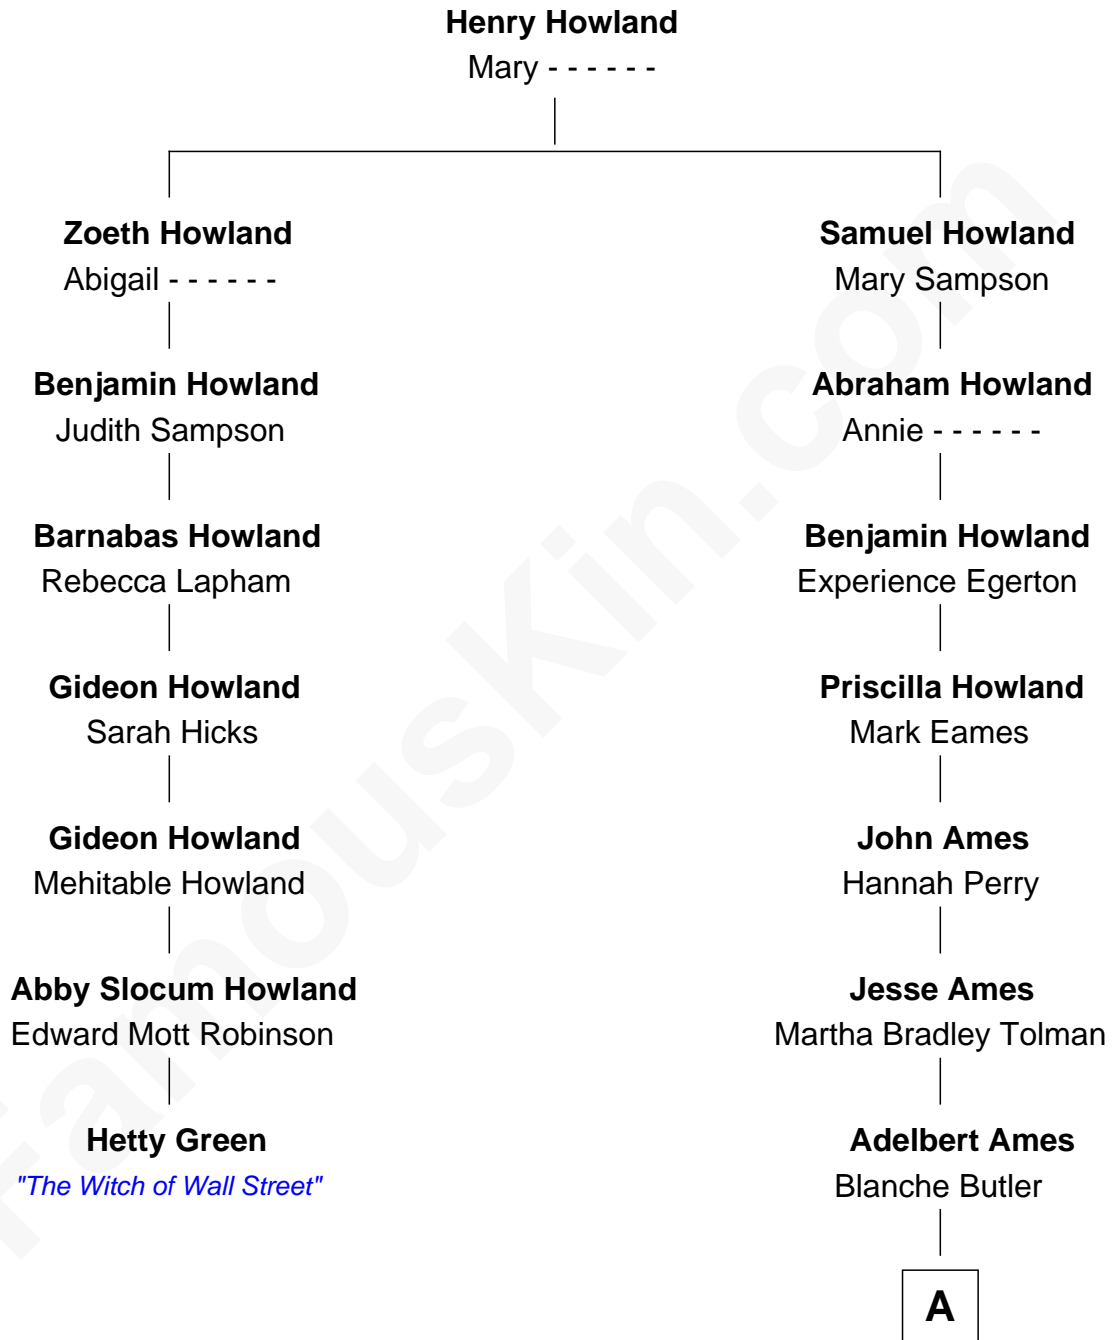 Henry Howland
Mary - - - - - -
Zoeth Howland
Abigail - - - - - -
Samuel Howland
Mary Sampson
Benjamin Howland
Judith Sampson
Abraham Howland
Annie - - - - - -
Barnabas Howland
Rebecca Lapham
Benjamin Howland
Experience Egerton
Gideon Howland
Sarah Hicks
Priscilla Howland
Mark Eames
Gideon Howland
Mehitable Howland
John Ames
Hannah Perry
Abby Slocum Howland
Edward Mott Robinson
Jesse Ames
Martha Bradley Tolman
Hetty Green
"The Witch of Wall Street"
Adelbert Ames
Blanche Butler
A
FamousKin.com